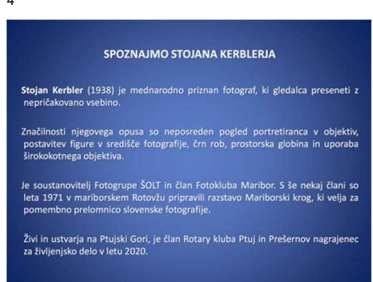 4
SPOZNAJMO STOJANA KERBLERJA
Stojan Kerbler (1938) je mednarodno priznan fotograf, ki gledalca preseneti z
nepričakovano vsebino.
Značilnosti njegovega opusa so neposreden pogled portretiranca v objektiv,
postavitev figure v središče fotografije, črn rob, prostorska globina in uporaba
širokokotnega objektiva.
Je soustanovitelj Fotogrupe ŠOLT in član Fotokluba Maribor. S še nekaj člani so
leta 1971 v mariborskem Rotovžu pripravili razstavo Mariborski krog, ki velja za
pomembno prelomnico slovenske fotografije.
Živi in ustvarja na Ptujski Gori, je član Rotary kluba Ptuj in Prešernov nagrajenec
za življenjsko delo v letu 2020.